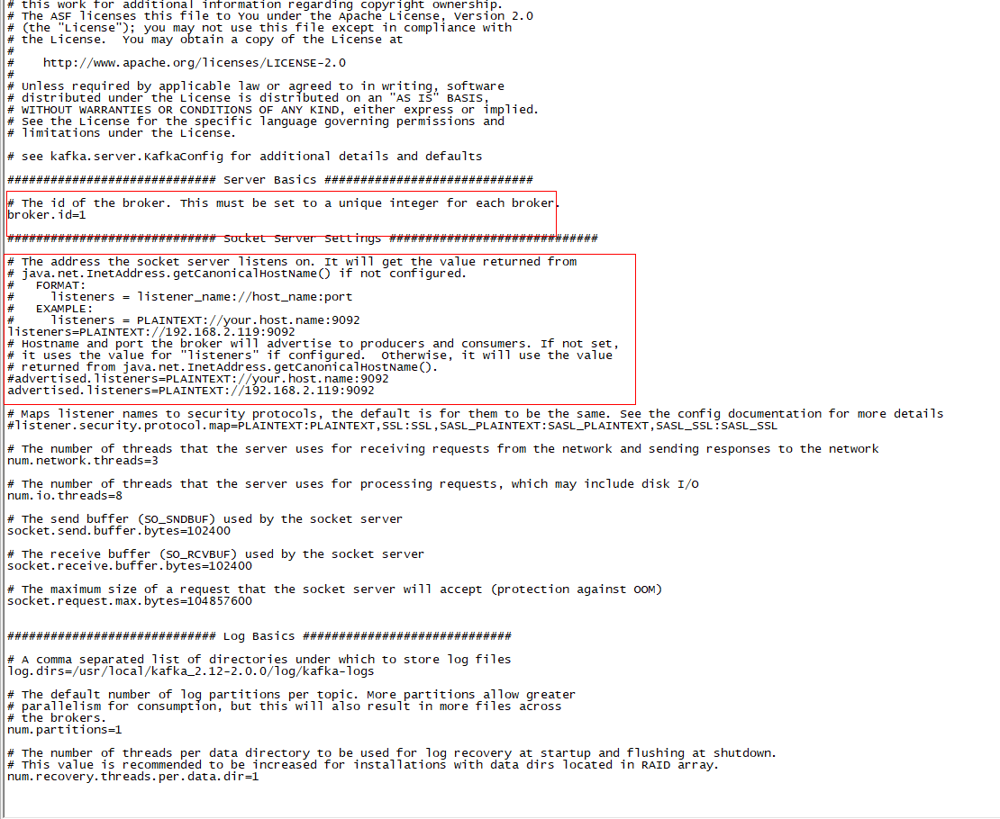 # this work for additional information regarding copyright ownership.
# The ASF licenses this file to You under the Apache License, Version 2.0
# (the "License"); you may not use this file except in compliance with
# the License.  You may obtain a copy of the License at
#
#    http://www.apache.org/licenses/LICENSE-2.0
#
# Unless required by applicable law or agreed to in writing, software
# distributed under the License is distributed on an "AS IS" BASIS,
# WITHOUT WARRANTIES OR CONDITIONS OF ANY KIND, either express or implied.
# See the License for the specific language governing permissions and
# limitations under the License.

# see kafka.server.KafkaConfig for additional details and defaults

############################# Server Basics #############################

# The id of the broker. This must be set to a unique integer for each broker.
broker.id=1

############################# Socket Server Settings #############################

# The address the socket server listens on. It will get the value returned from
# java.net.InetAddress.getCanonicalHostName() if not configured.
#   FORMAT:
#     listeners = listener_name://host_name:port
#   EXAMPLE:
#     listeners = PLAINTEXT://your.host.name:9092
listeners=PLAINTEXT://192.168.2.119:9092
# Hostname and port the broker will advertise to producers and consumers. If not set,
# it uses the value for "listeners" if configured.  Otherwise, it will use the value
# returned from java.net.InetAddress.getCanonicalHostName().
#advertised.listeners=PLAINTEXT://your.host.name:9092
advertised.listeners=PLAINTEXT://192.168.2.119:9092

# Maps listener names to security protocols, the default is for them to be the same. See the config documentation for more details
#listener.security.protocol.map=PLAINTEXT:PLAINTEXT,SSL:SSL,SASL_PLAINTEXT:SASL_PLAINTEXT,SASL_SSL:SASL_SSL

# The number of threads that the server uses for receiving requests from the network and sending responses to the network
num.network.threads=3

# The number of threads that the server uses for processing requests, which may include disk I/O
num.io.threads=8

# The send buffer (SO_SNDBUF) used by the socket server
socket.send.buffer.bytes=102400

# The receive buffer (SO_RCVBUF) used by the socket server
socket.receive.buffer.bytes=102400

# The maximum size of a request that the socket server will accept (protection against OOM)
socket.request.max.bytes=104857600


############################# Log Basics #############################

# A comma separated list of directories under which to store log files
log.dirs=/usr/local/kafka_2.12-2.0.0/log/kafka-logs

# The default number of log partitions per topic. More partitions allow greater
# parallelism for consumption, but this will also result in more files across
# the brokers.
num.partitions=1

# The number of threads per data directory to be used for log recovery at startup and flushing at shutdown.
# This value is recommended to be increased for installations with data dirs located in RAID array.
num.recovery.threads.per.data.dir=1